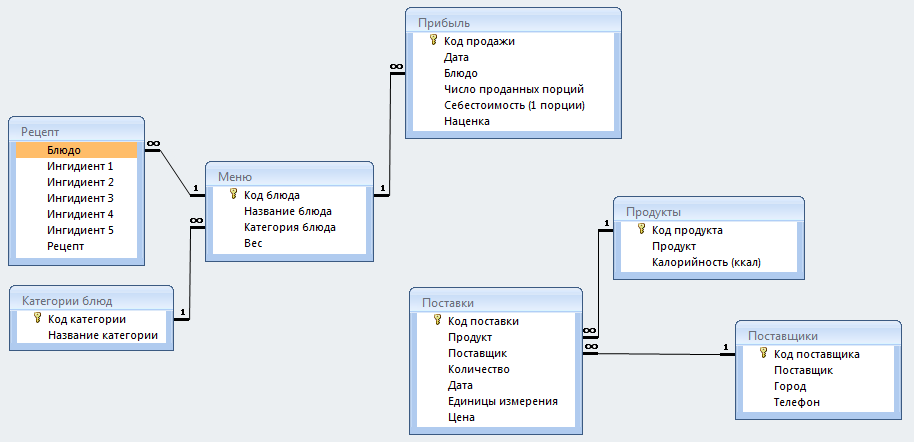 Прибыль
Код продажи
Дата
Блюдо
Число проданных порций
Себестоимость (1 порции)
Наценка
∞
1
Рецепт
Блюдо
Ингидиент 1
Ингидиент 2
Ингидиент 3
Ингидиент 4
Ингидиент 5
Рецепт
∞
1
Меню
Код блюда
Название блюда
Категория блюда
Вес
∞
1
Категории блюд
Код категории
Название категории
Продукты
Код продукта
Продукт
Калорийность (ккал)
1
∞
Поставки
Код поставки
Продукт
Поставщик
Количество
Дата
Единицы измерения
Цена
∞
1
Поставщики
Код поставщика
Поставщик
Город
Телефон